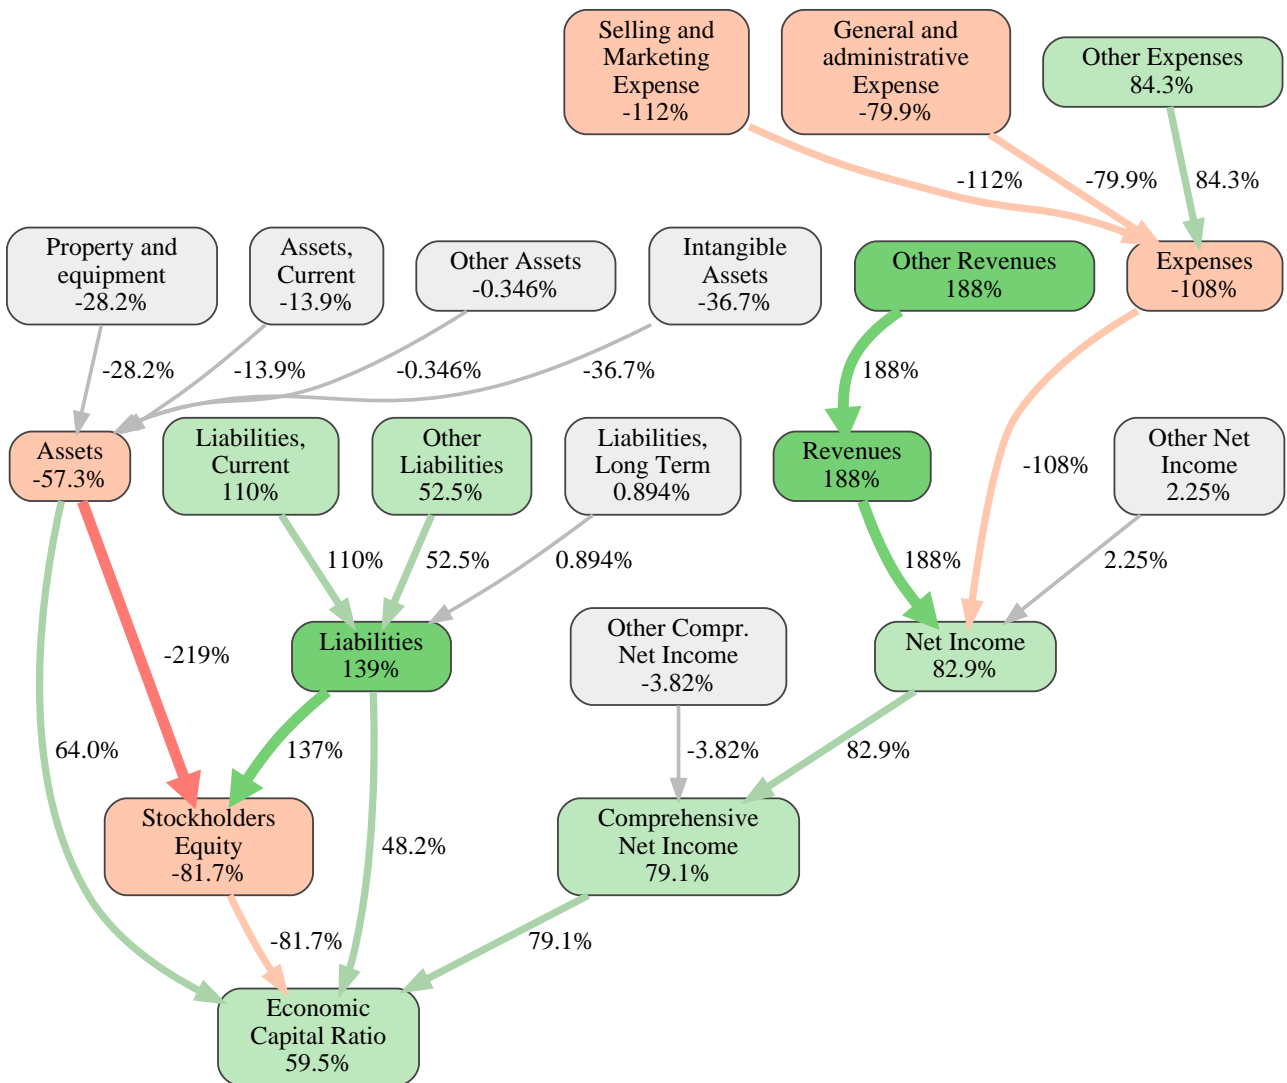 Selling and
Marketing
Expense
-112%
General and
administrative
Expense
-79.9%
Other Expenses
84.3%
-112%
-79.9%
84.3%
Property and
equipment
-28.2%
Assets,
Current
-13.9%
Other Assets
-0.346%
Intangible
Assets
-36.7%
Other Revenues
188%
Expenses
-108%
-28.2%
-13.9%
-0.346%
-36.7%
188%
Assets
-57.3%
Liabilities,
Current
110%
Other
Liabilities
52.5%
Liabilities,
Long Term
0.894%
Revenues
188%
-108%
Other Net
Income
2.25%
110%
52.5%
0.894%
188%
2.25%
-219%
Liabilities
139%
Other Compr.
Net Income
-3.82%
Net Income
82.9%
64.0%
137%
-3.82%
82.9%
Stockholders
Equity
-81.7%
48.2%
Comprehensive
Net Income
79.1%
-81.7%
79.1%
Economic
Capital Ratio
59.5%